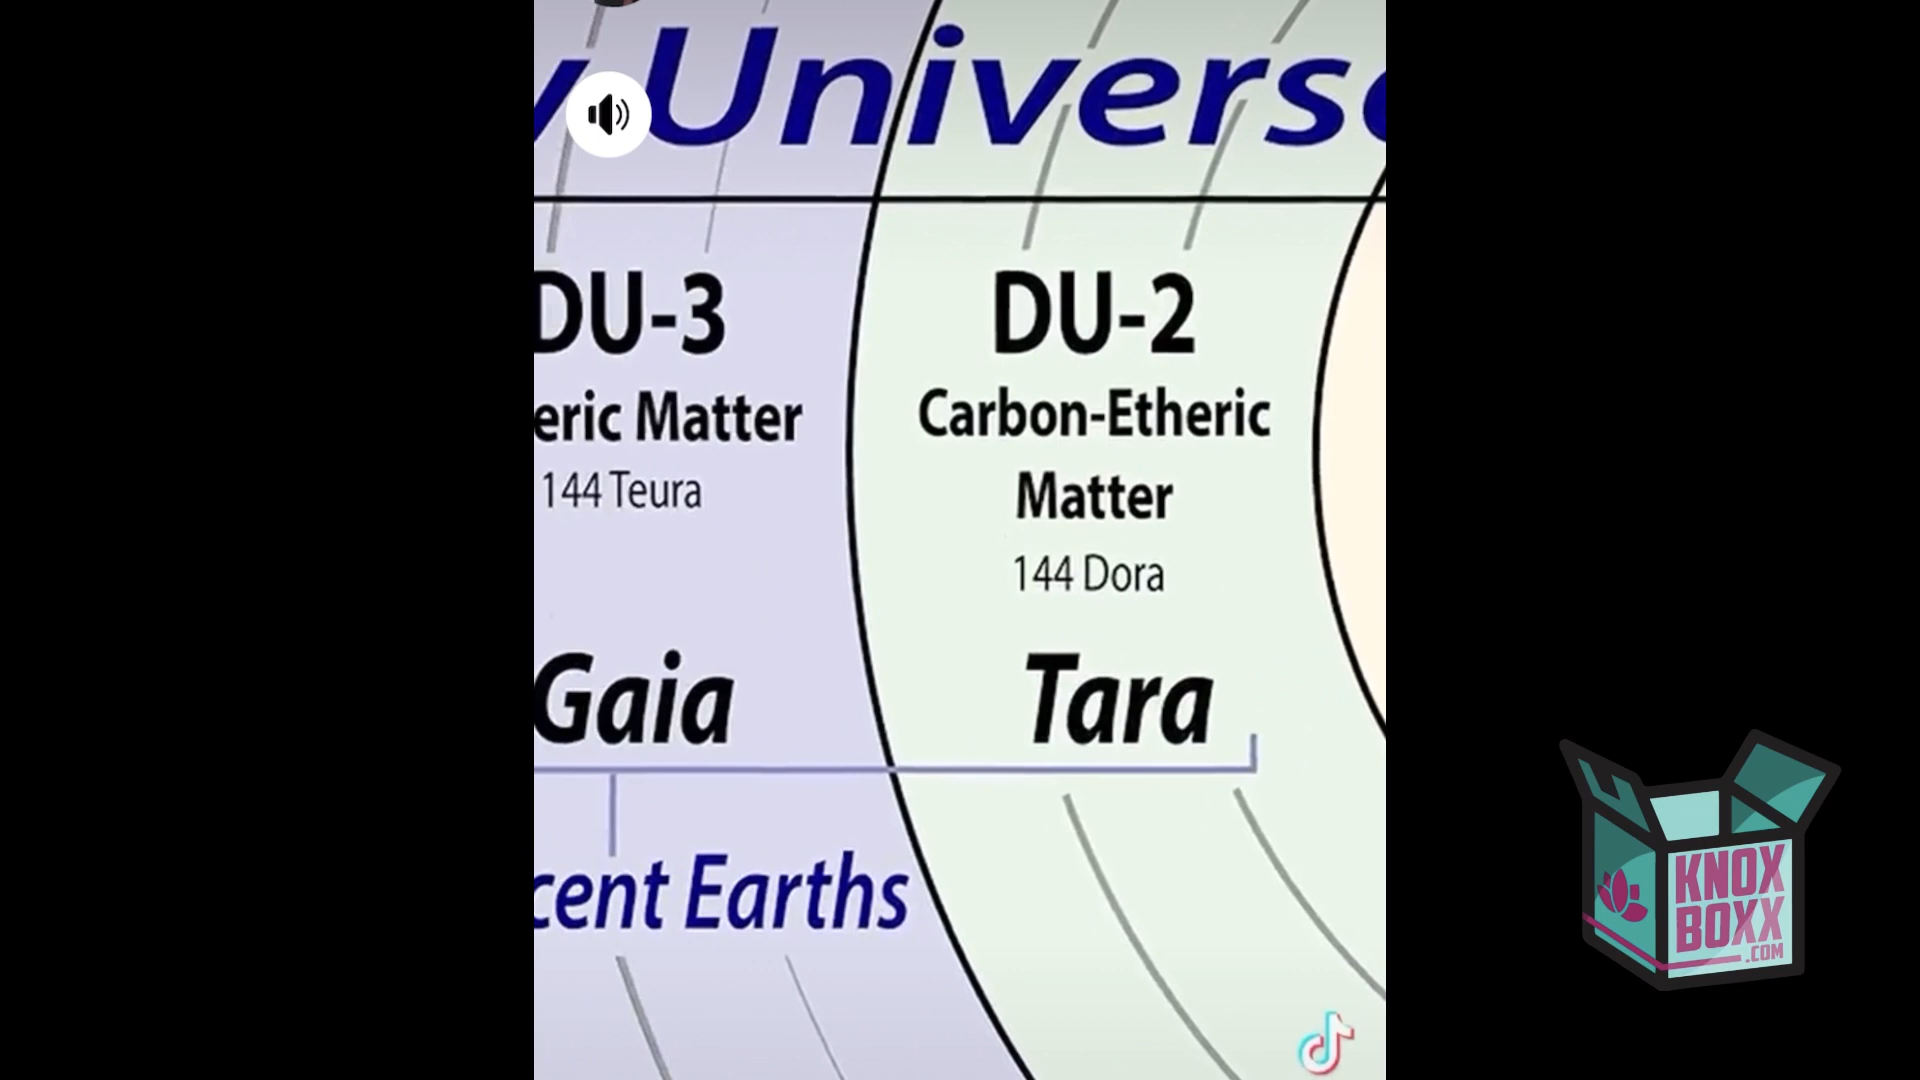 y Universe
DU-3
eric Matter
144 Teura
Gaia
cent Earths
DU-2
Carbon-Etheric
Matter
144 Dora
Tara
KNOX
BOXX
.COM